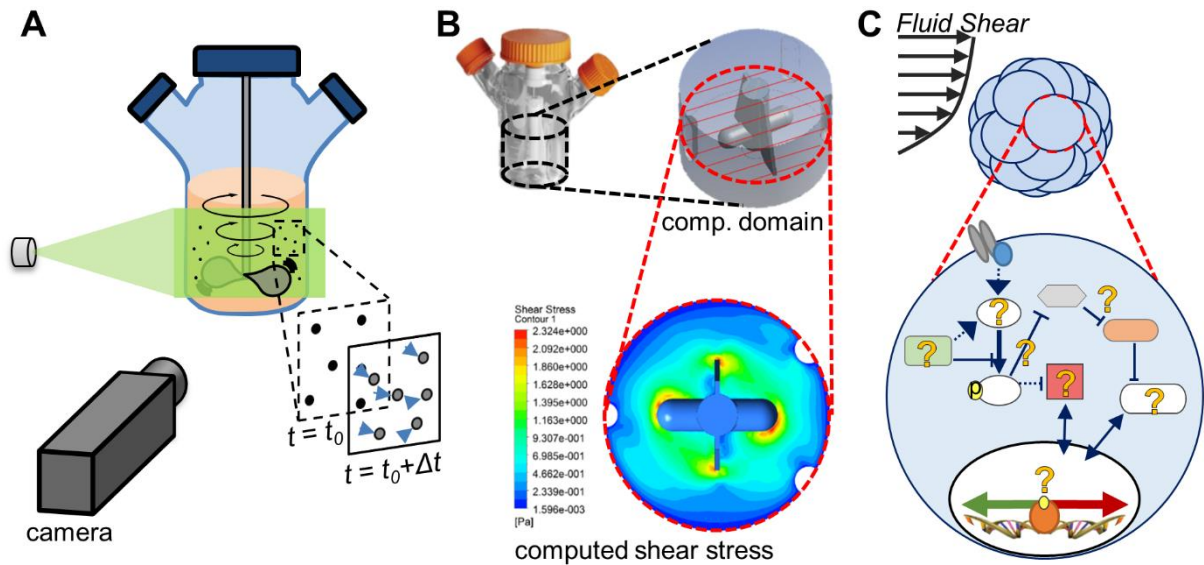 A
camera
t = t0
t = t0+Δt
B
comp. domain
Shear Stress
Contour 1
2.324e+000
2.092e+000
1.860e+000
1.627e+000
1.395e+000
1.163e+000
9.307e-001
6.985e-001
4.662e-001
2.339e-001
1.596e-003
[Pa]
computed shear stress
C
Fluid Shear
?
?
?
?
p
?
?
?